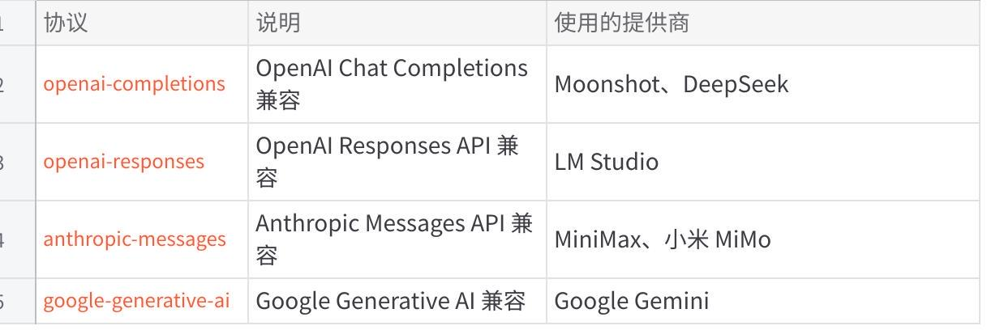 1 协议 说明 使用的提供商
2 openai-completions OpenAI Chat Completions 兼容 Moonshot、DeepSeek
3 openai-responses OpenAI Responses API 兼容 LM Studio
4 anthropic-messages Anthropic Messages API 兼容 MiniMax、小米 MiMo
5 google-generative-ai Google Generative AI 兼容 Google Gemini